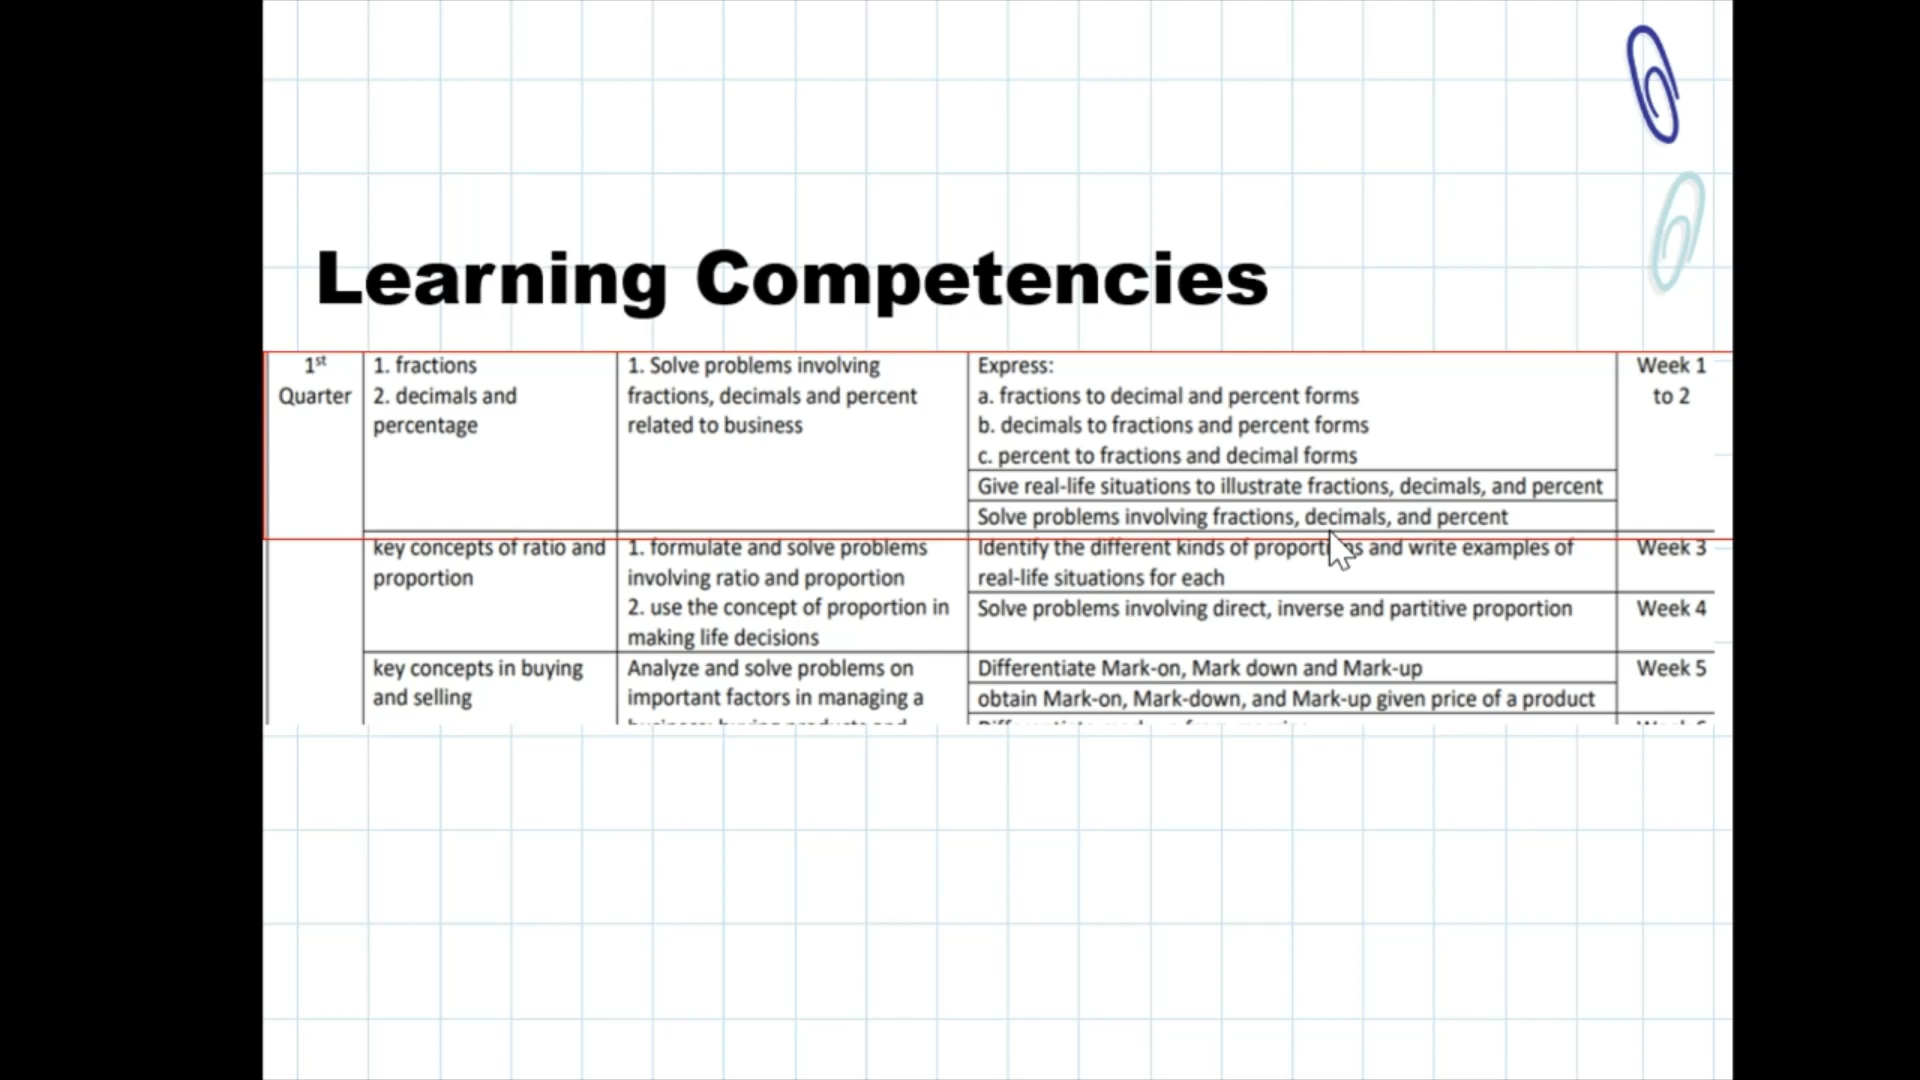 Learning Competencies
1st
Quarter
1. fractions
2. decimals and
percentage
1. Solve problems involving
fractions, decimals and percent
related to business
Express:
a. fractions to decimal and percent forms
b. decimals to fractions and percent forms
c. percent to fractions and decimal forms
Give real-life situations to illustrate fractions, decimals, and percent
Solve problems involving fractions, decimals, and percent
Week 1
to 2
key concepts of ratio and
proportion
1. formulate and solve problems
involving ratio and proportion
2. use the concept of proportion in
making life decisions
Identify the different kinds of proportions and write examples of
real-life situations for each
Week 3
Solve problems involving direct, inverse and partitive proportion
Week 4
key concepts in buying
and selling
Analyze and solve problems on
important factors in managing a
Differentiate Mark-on, Mark down and Mark-up
obtain Mark-on, Mark-down, and Mark-up given price of a product
Week 5